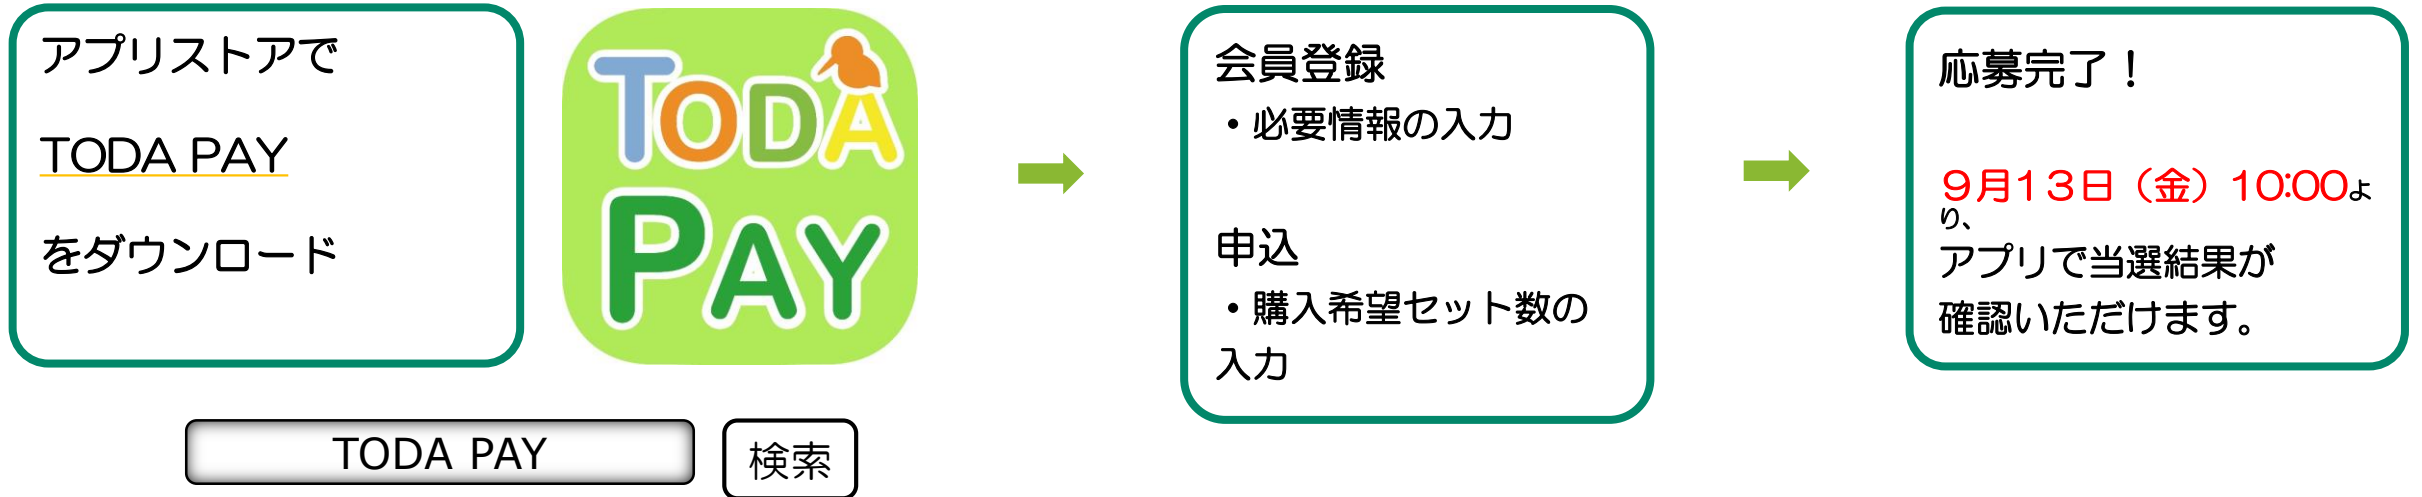 アプリストアで
TODA PAY
をダウンロード
TODA
PAY
TODA PAY
検索
会員登録
・必要情報の入力
申込
・購入希望セット数の
入力
応募完了！
９月１３日（金）１０:００よ
り、
アプリで当選結果が
確認いただけます。